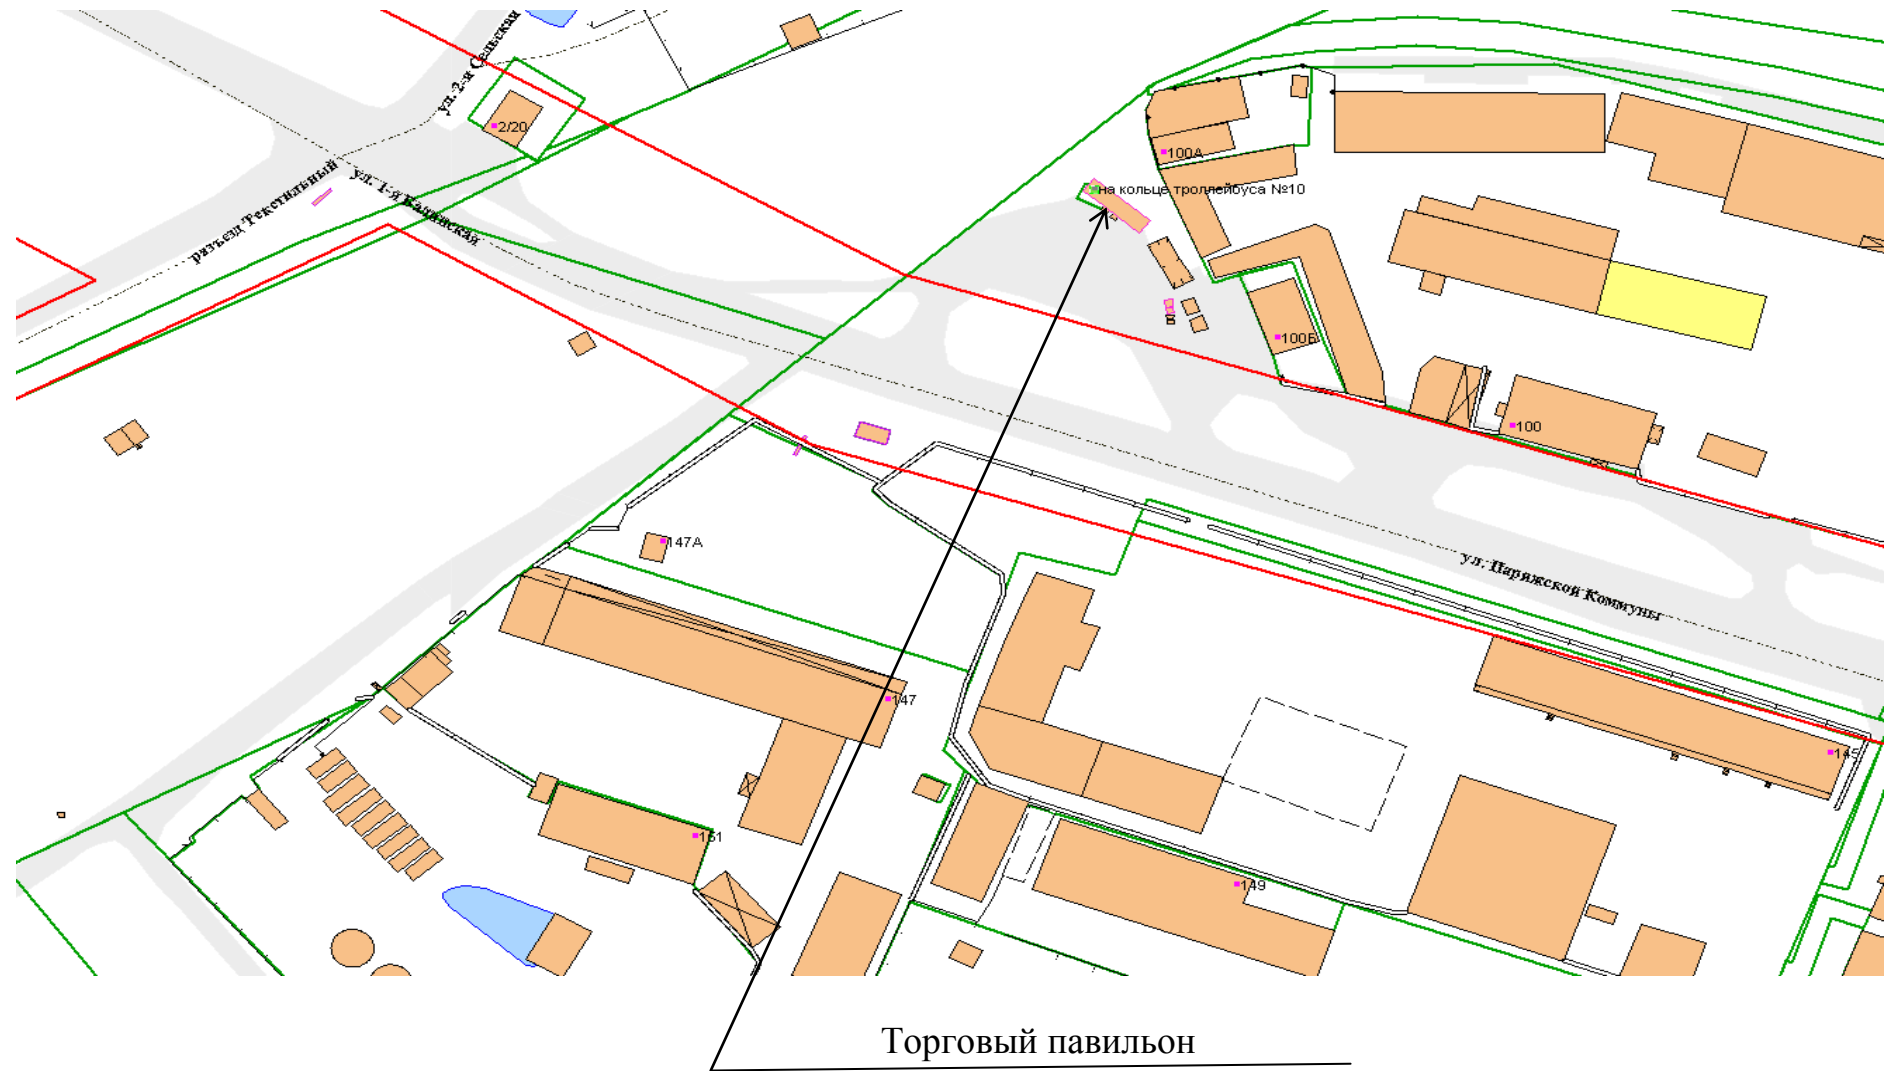 ул. 2-я Сельская
2/20
разъезд Текстильный
ул. 1-я Балинская
100А
на кольце троллейбуса №10
100Б
100
147А
ул. Парижской Коммуны
147
145
151
149
Торговый павильон